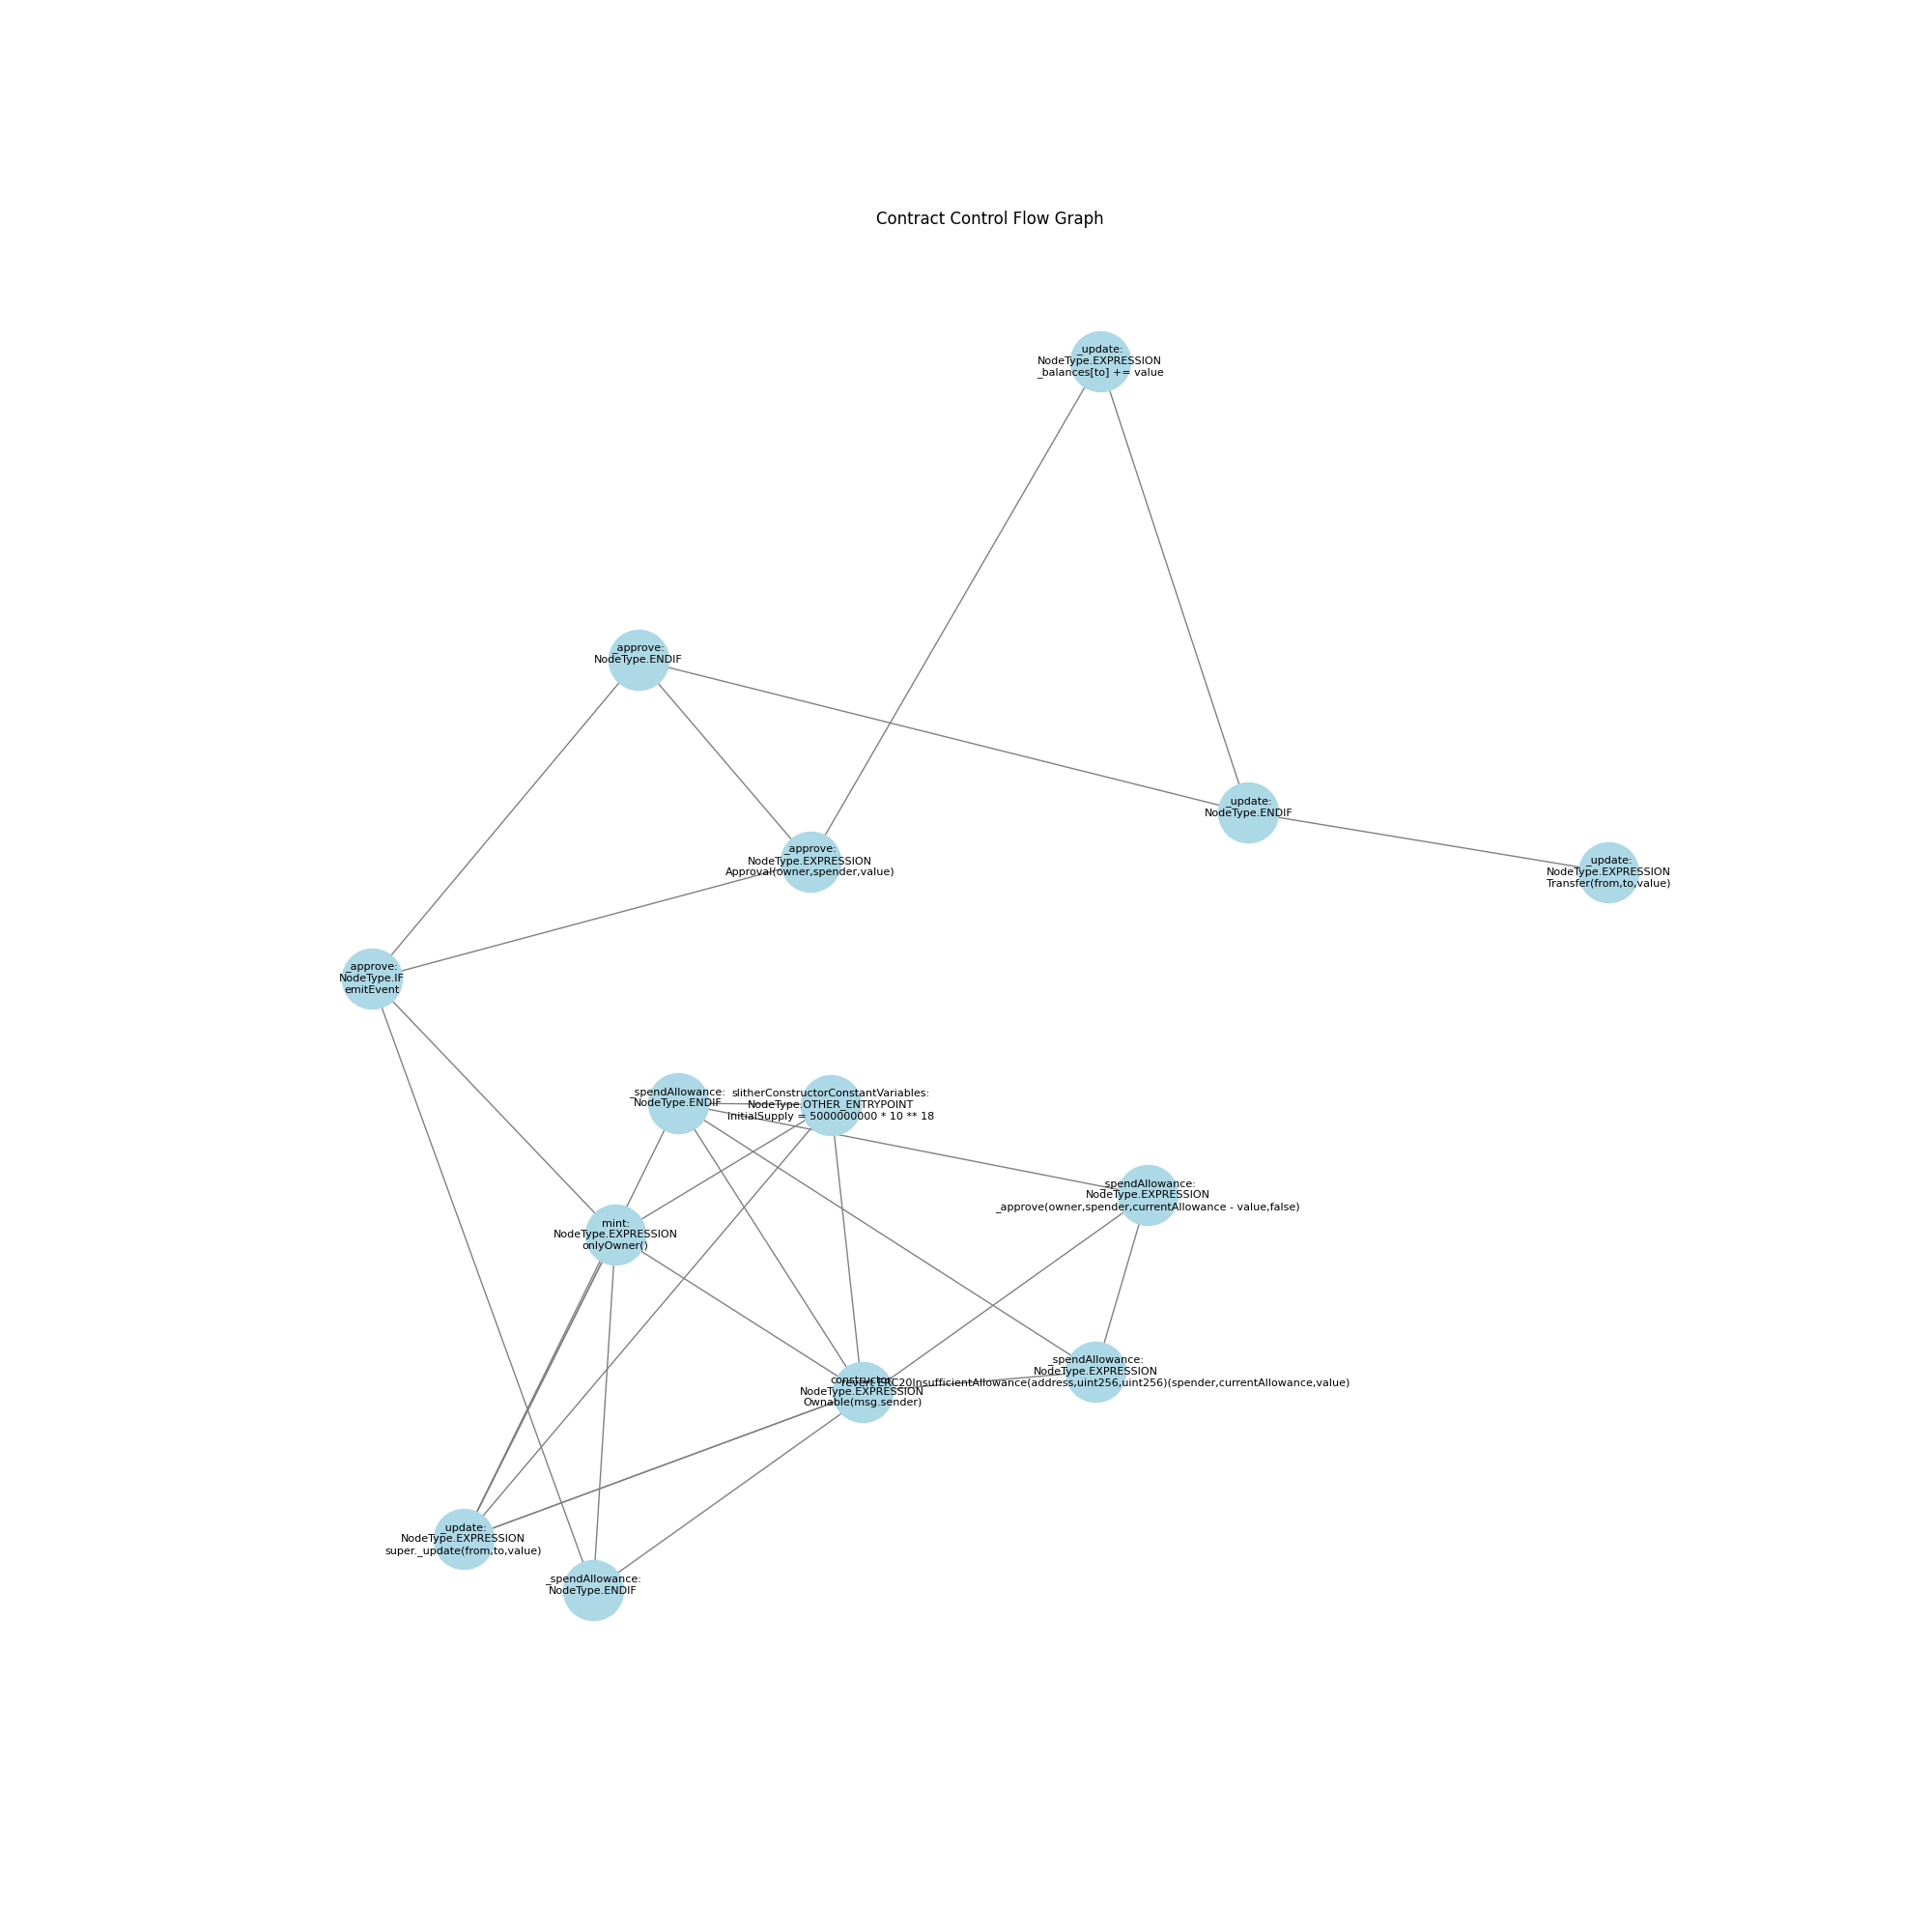 Contract Control Flow Graph
_update:
NodeType.EXPRESSION
_balances[to] += value
_approve:
NodeType.ENDIF
_update:
NodeType.ENDIF
_approve:
NodeType.EXPRESSION
Approval(owner,spender,value)
_update:
NodeType.EXPRESSION
Transfer(from,to,value)
_approve:
NodeType.IF
emitEvent
_spendAllowance:
NodeType.ENDIF
slitherConstructorConstantVariables:
NodeType.OTHER_ENTRYPOINT
initialSupply = 5000000000 * 10 ** 18
_spendAllowance:
NodeType.EXPRESSION
_approve(owner,spender,currentAllowance - value,false)
mint:
NodeType.EXPRESSION
onlyOwner()
_spendAllowance:
NodeType.EXPRESSION
revert ERC20InsufficientAllowance(address,uint256,uint256)(spender,currentAllowance,value)
constructor:
NodeType.EXPRESSION
Ownable(msg.sender)
_update:
NodeType.EXPRESSION
super._update(from,to,value)
_spendAllowance:
NodeType.ENDIF